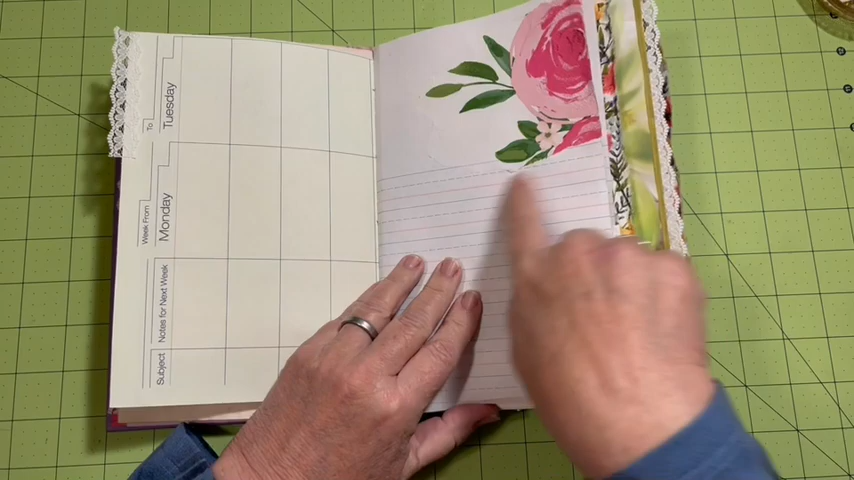 To
Tuesday
Week From
Monday
Notes for Next Week
Subject